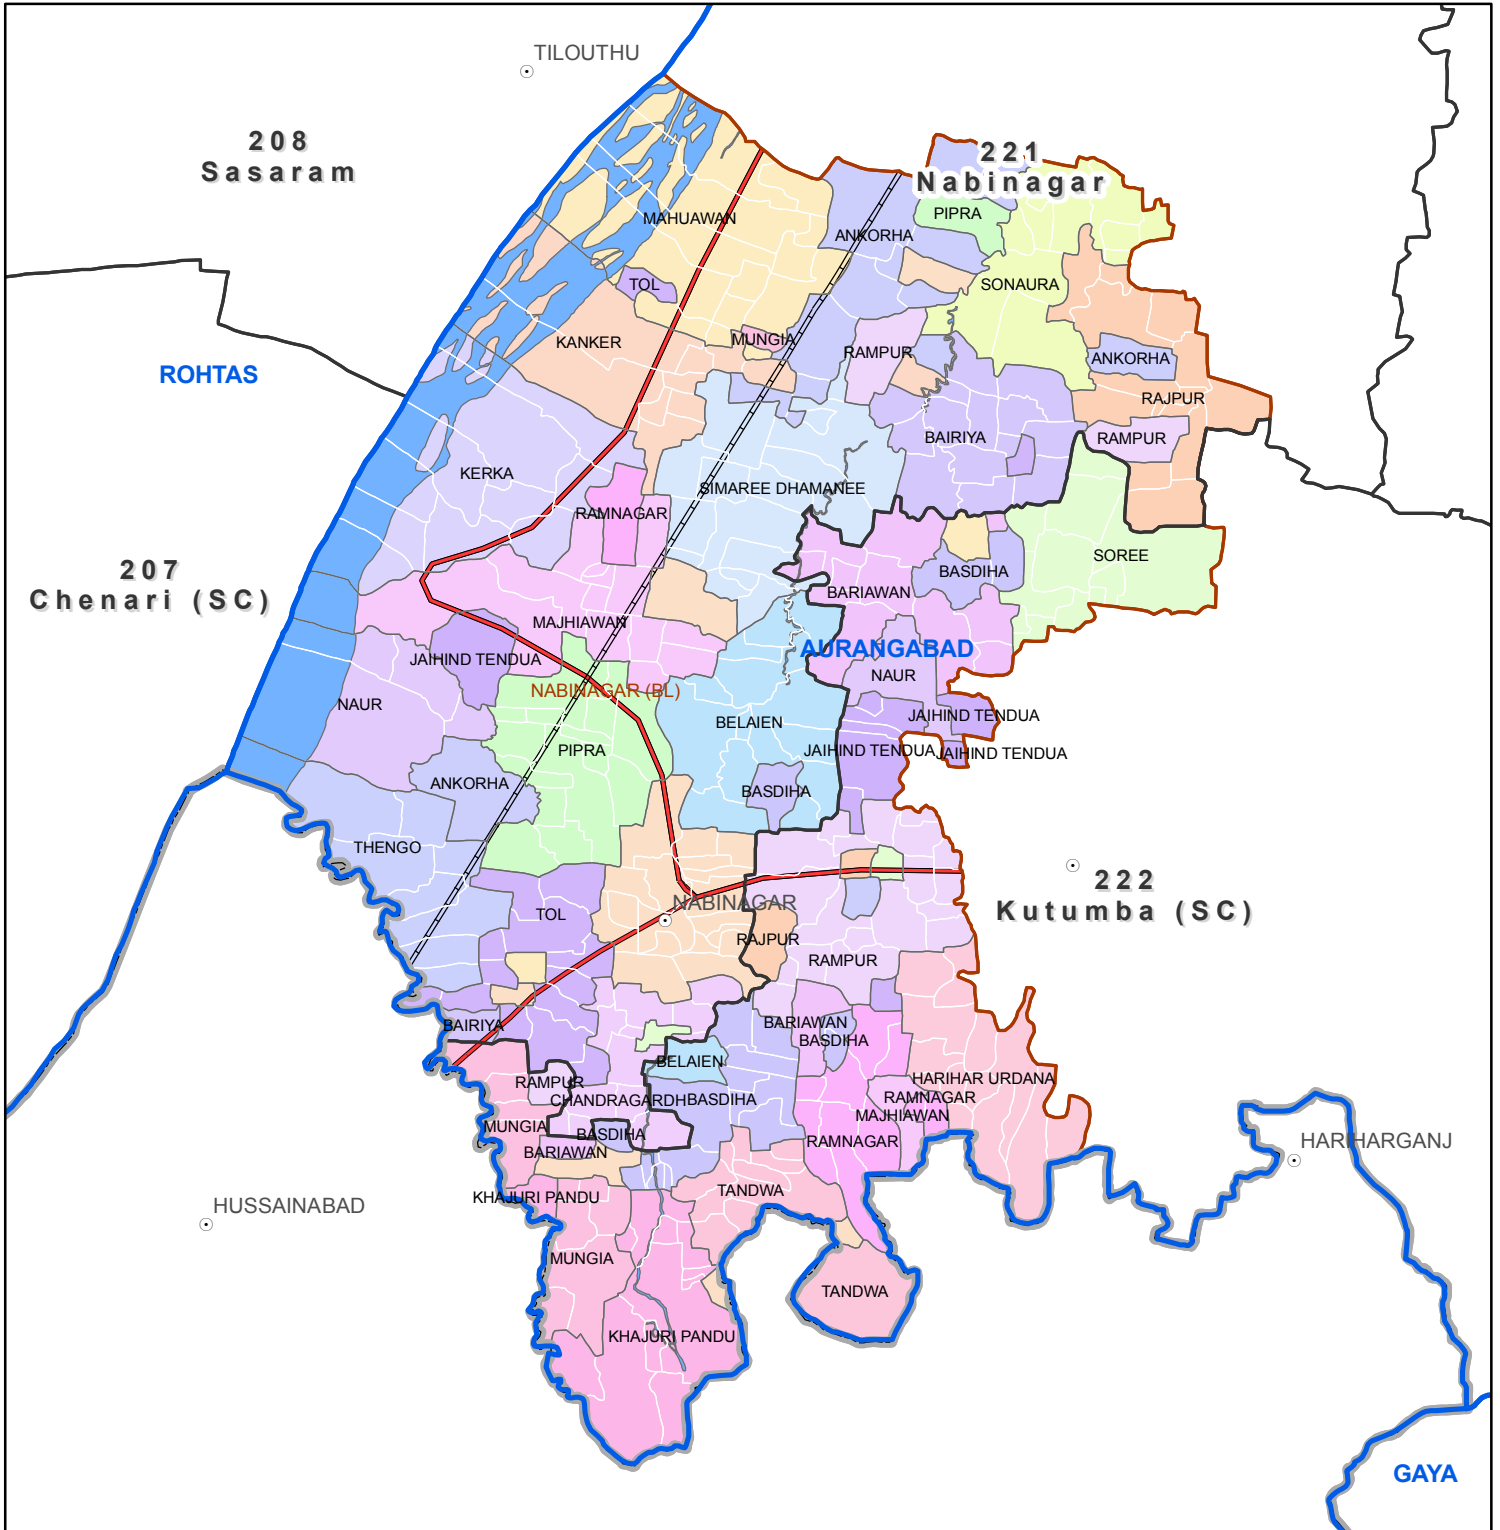 TILOUTHU
208
Sasaram
221
Nabinagar
MAHUAWAN
PIPRA
ANKORHA
TOL
SONAURA
KANKER
MUNGIA
RAMPUR
ANKORHA
ROHTAS
RAJPUR
BAIRIYA
RAMPUR
KERKA
SIMAREE DHAMANEE
RAMNAGAR
SOREE
207
Chenari (SC)
BASDIHA
BARIAWAN
MAJHIAWAN
AURANGABAD
JAIHIND TENDUA
NAUR
NABINAGAR (BL)
NAUR
BELAIEN
JAIHIND TENDUA
PIPRA
JAIHIND TENDUA
JAIHIND TENDUA
ANKORHA
BASDIHA
THENGO
222
Kutumba (SC)
NABINAGAR
TOL
RAJPUR
RAMPUR
BAIRIYA
BARIAWAN
BASDIHA
BELAIEN
RAMPUR
HARIHAR URDANA
CHANDRAGARDH
BASDIHA
RAMNAGAR
MAJHIAWAN
MUNGIA
BASDIHA
RAMNAGAR
HARIHARGANJ
BARIAWAN
KHAJURI PANDU
TANDWA
HUSSAINABAD
MUNGIA
TANDWA
KHAJURI PANDU
GAYA